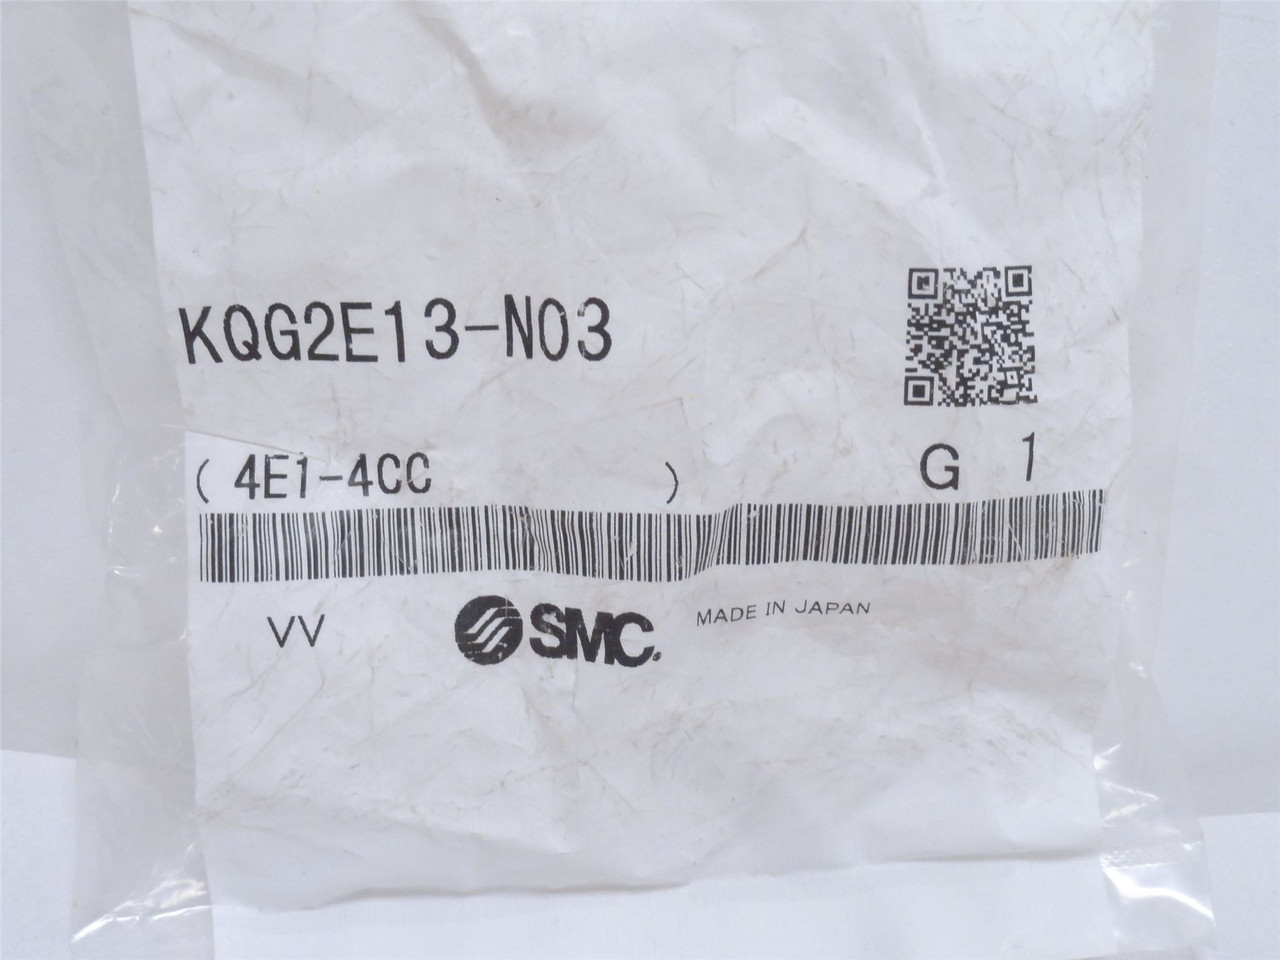 KQG2E13-N03
( 4E1-4CC )
G 1
VV
SMC.
MADE IN JAPAN